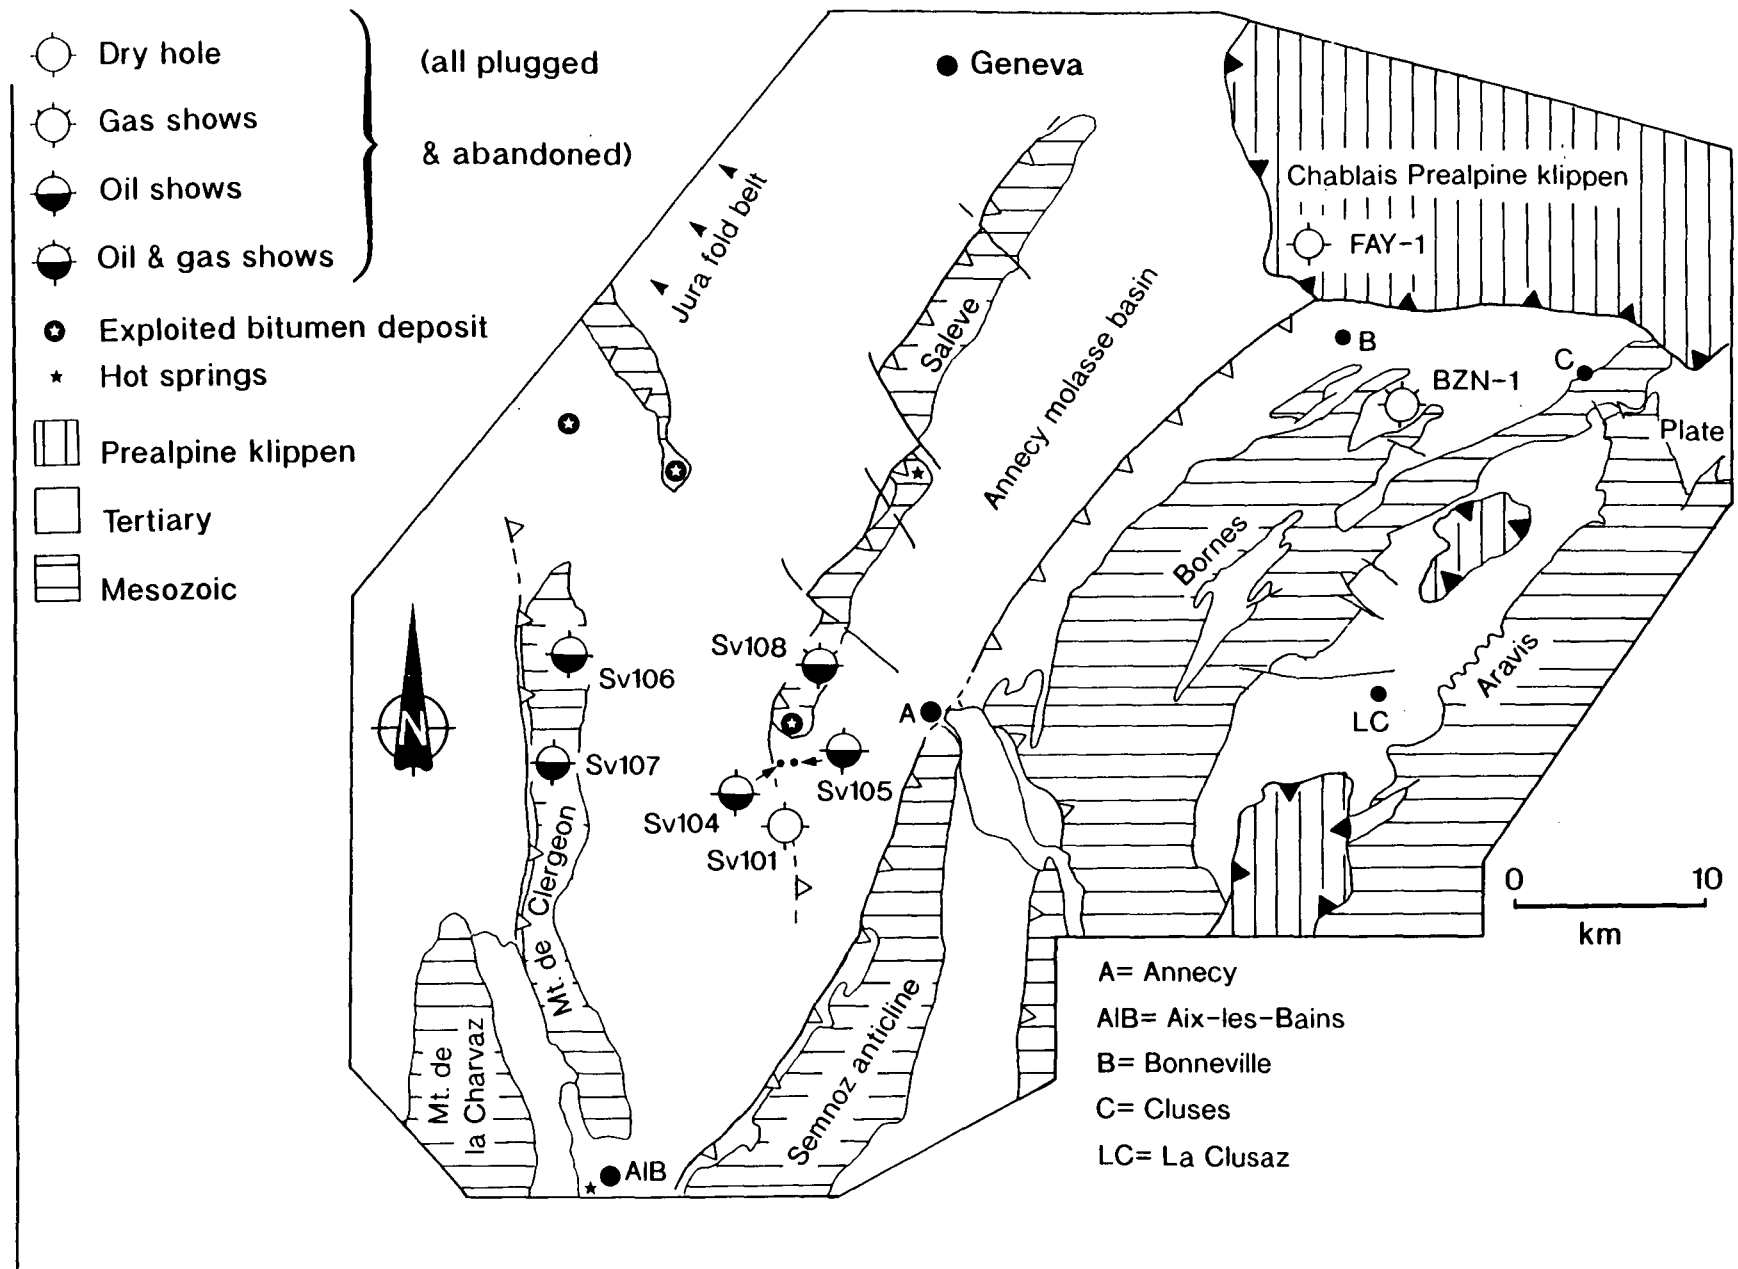 Dry hole
Gas shows
Oil shows
Oil & gas shows
(all plugged
& abandoned)
Exploited bitumen deposit
Hot springs
Prealpine klippen
Tertiary
Mesozoic
N
Geneva
Jura fold belt
Saleve
Annecy molasse basin
Chablais Prealpine klippen
FAY-1
B
C
BZN-1
Plate
Bornes
Aravis
LC
Sv108
Sv106
A
Sv107
Sv105
Sv104
Sv101
Mt. de Clergeon
Mt. de
la Charvaz
Semnoz anticline
AIB
0 10
km
A= Annecy
AIB= Aix-les-Bains
B= Bonneville
C= Cluses
LC= La Clusaz